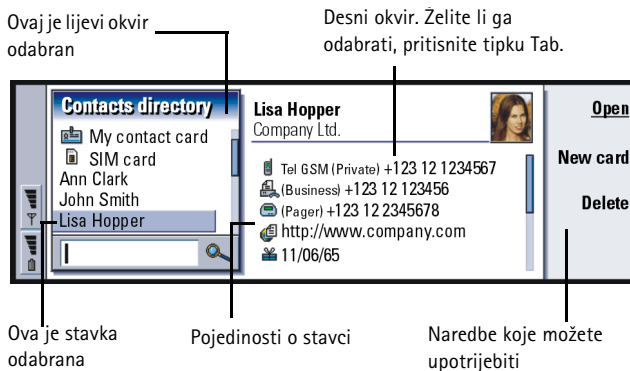 Ovaj je lijevi okvir
odabran
Desni okvir. Želite li ga
odabrati, pritisnite tipku Tab.
Contacts directory
My contact card
SIM card
Ann Clark
John Smith
Lisa Hopper
Lisa Hopper
Company Ltd.
Tel GSM (Private) +123 12 1234567
(Business) +123 12 123456
(Pager) +123 12 2345678
http://www.company.com
11/06/65
Open
New card
Delete
Ova je stavka
odabrana
Pojedinosti o stavci
Naredbe koje možete
upotrijebiti